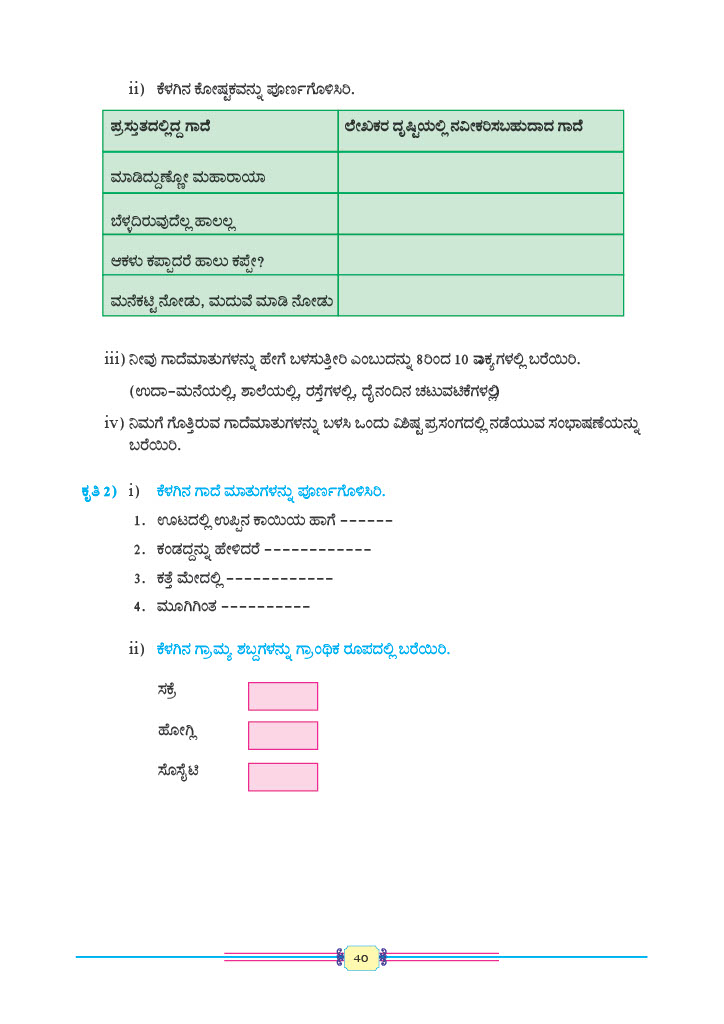 ii) ಕೆಳಗಿನ ಕೋಷ್ಟಕವನ್ನು ಪೂರ್ಣಗೊಳಿಸಿರಿ.
ಪ್ರಸ್ತುತದಲ್ಲಿದ್ದ ಗಾದೆ ಲೇಖಕರ ದೃಷ್ಟಿಯಲ್ಲಿ ನವೀಕರಿಸಬಹುದಾದ ಗಾದೆ
ಮಾಡಿದ್ದುಣ್ಣೋ ಮಹಾರಾಯಾ
ಬೆಳ್ಳದಿರುವುದೆಲ್ಲ ಹಾಲಲ್ಲ
ಆಕಳು ಕಪ್ಪಾದರೆ ಹಾಲು ಕಪ್ಪೇ?
ಮನೆಕಟ್ಟಿ ನೋಡು, ಮದುವೆ ಮಾಡಿ ನೋಡು
iii) ನೀವು ಗಾದೆಮಾತುಗಳನ್ನು ಹೇಗೆ ಬಳಸುತ್ತೀರಿ ಎಂಬುದನ್ನು 8ರಿಂದ 10 ವಾಕ್ಯಗಳಲ್ಲಿ ಬರೆಯಿರಿ.
(ಉದಾ-ಮನೆಯಲ್ಲಿ, ಶಾಲೆಯಲ್ಲಿ, ರಸ್ತೆಗಳಲ್ಲಿ, ದೈನಂದಿನ ಚಟುವಟಿಕೆಗಳಲ್ಲಿ)
iv) ನಿಮಗೆ ಗೊತ್ತಿರುವ ಗಾದೆಮಾತುಗಳನ್ನು ಬಳಸಿ ಒಂದು ವಿಶಿಷ್ಟ ಪ್ರಸಂಗದಲ್ಲಿ ನಡೆಯುವ ಸಂಭಾಷಣೆಯನ್ನು
ಬರೆಯಿರಿ.
ಕೃತಿ 2) i) ಕೆಳಗಿನ ಗಾದೆ ಮಾತುಗಳನ್ನು ಪೂರ್ಣಗೊಳಿಸಿರಿ.
1. ಊಟದಲ್ಲಿ ಉಪ್ಪಿನ ಕಾಯಿಯ ಹಾಗೆ ------
2. ಕಂಡದ್ದನ್ನು ಹೇಳಿದರೆ ------------
3. ಕತ್ತೆ ಮೇದಲ್ಲಿ ------------
4. ಮೂಗಿಗಿಂತ ----------
ii) ಕೆಳಗಿನ ಗ್ರಾಮ್ಯ ಶಬ್ದಗಳನ್ನು ಗ್ರಾಂಥಿಕ ರೂಪದಲ್ಲಿ ಬರೆಯಿರಿ.
ಸಕ್ರೆ
ಹೋಗ್ಲಿ
ಸೊಸೈಟಿ
40